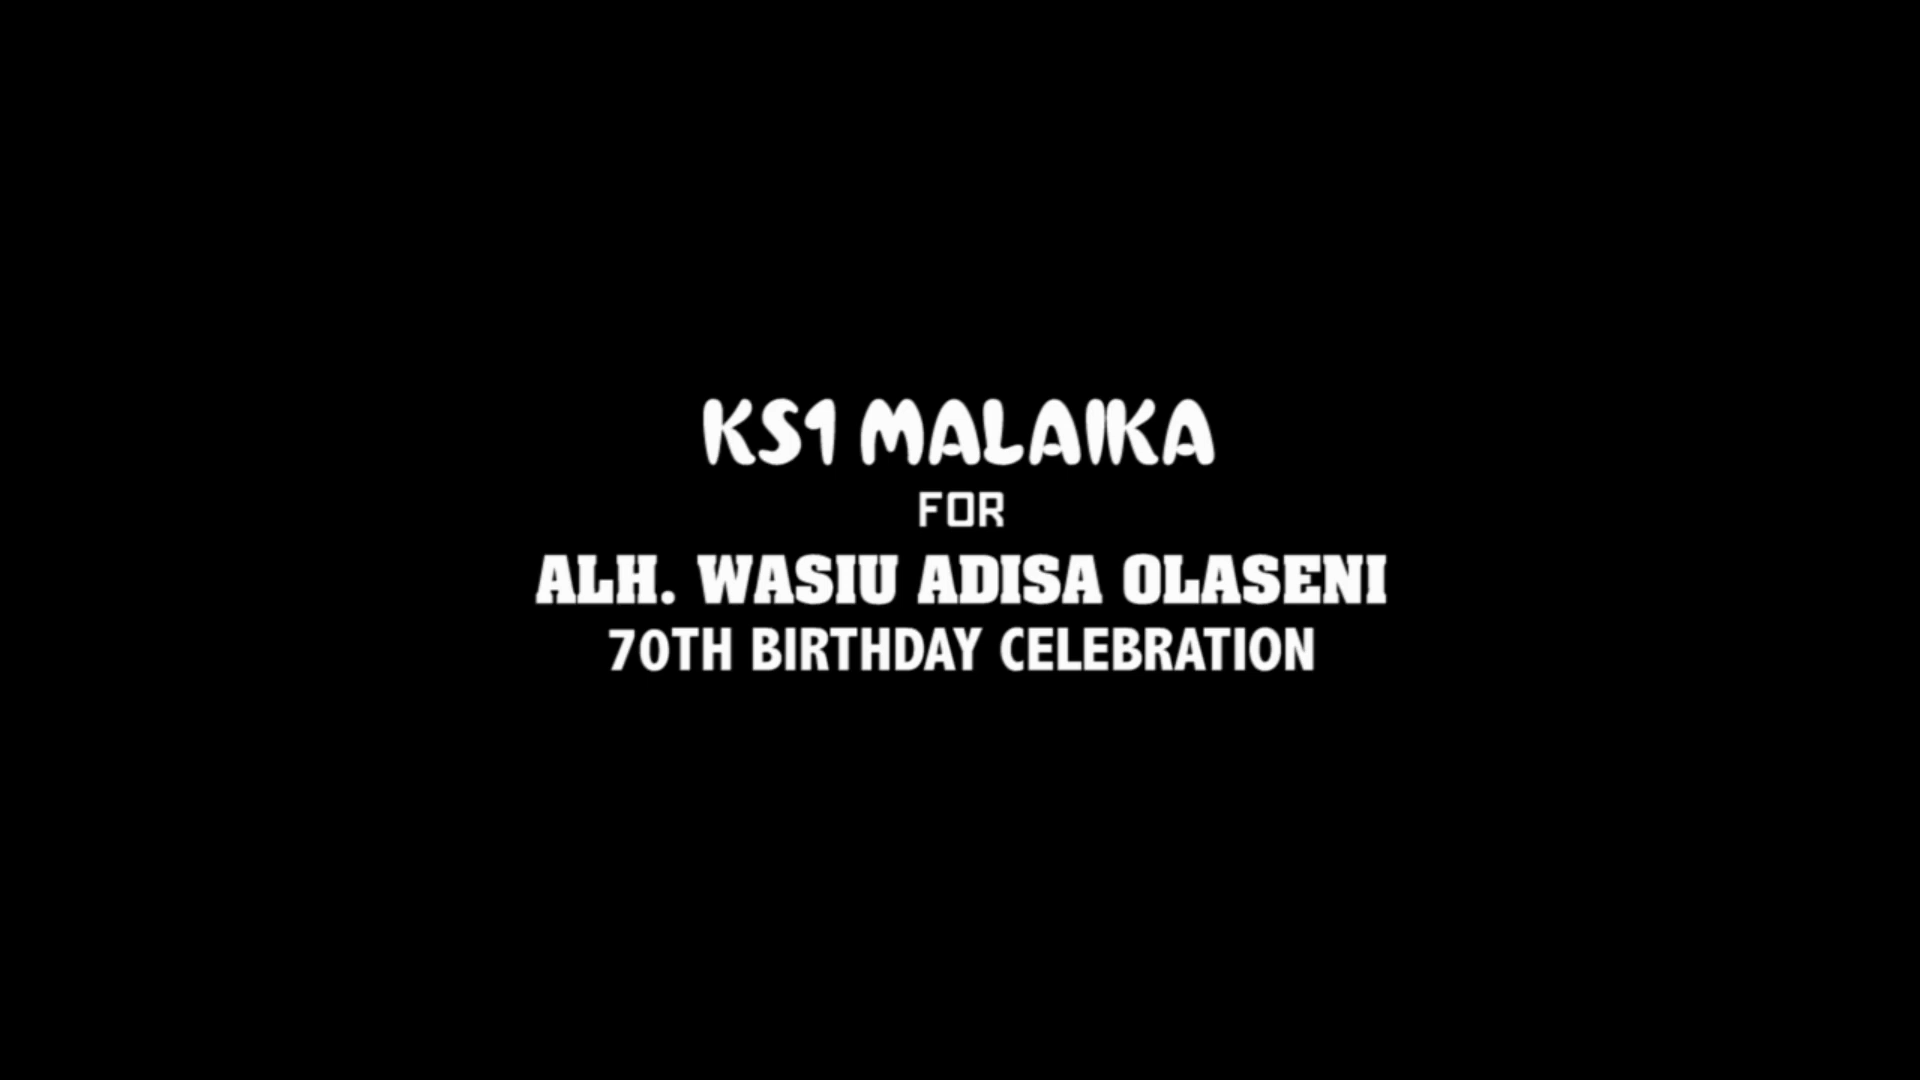 KS1 MALAIKA
FOR
ALH. WASIU ADISA OLASENI
70TH BIRTHDAY CELEBRATION